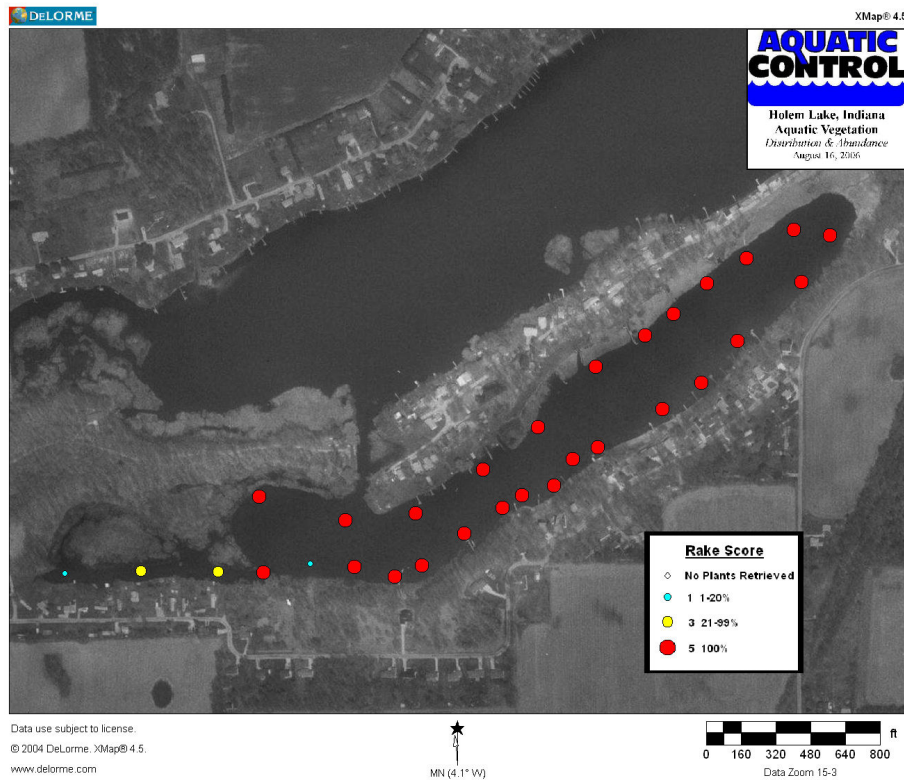 DELORME
XMap® 4.5
AQUATIC
CONTROL
Holem Lake, Indiana
Aquatic Vegetation
Distribution & Abundance
August 16, 2006
Rake Score
No Plants Retrieved
1 1-20%
3 21-99%
5 100%
Data use subject to license.
© 2004 DeLorme. XMap® 4.5.
www.delorme.com
MN (4.1° W)
ft
0 160 320 480 640 800
Data Zoom 15-3